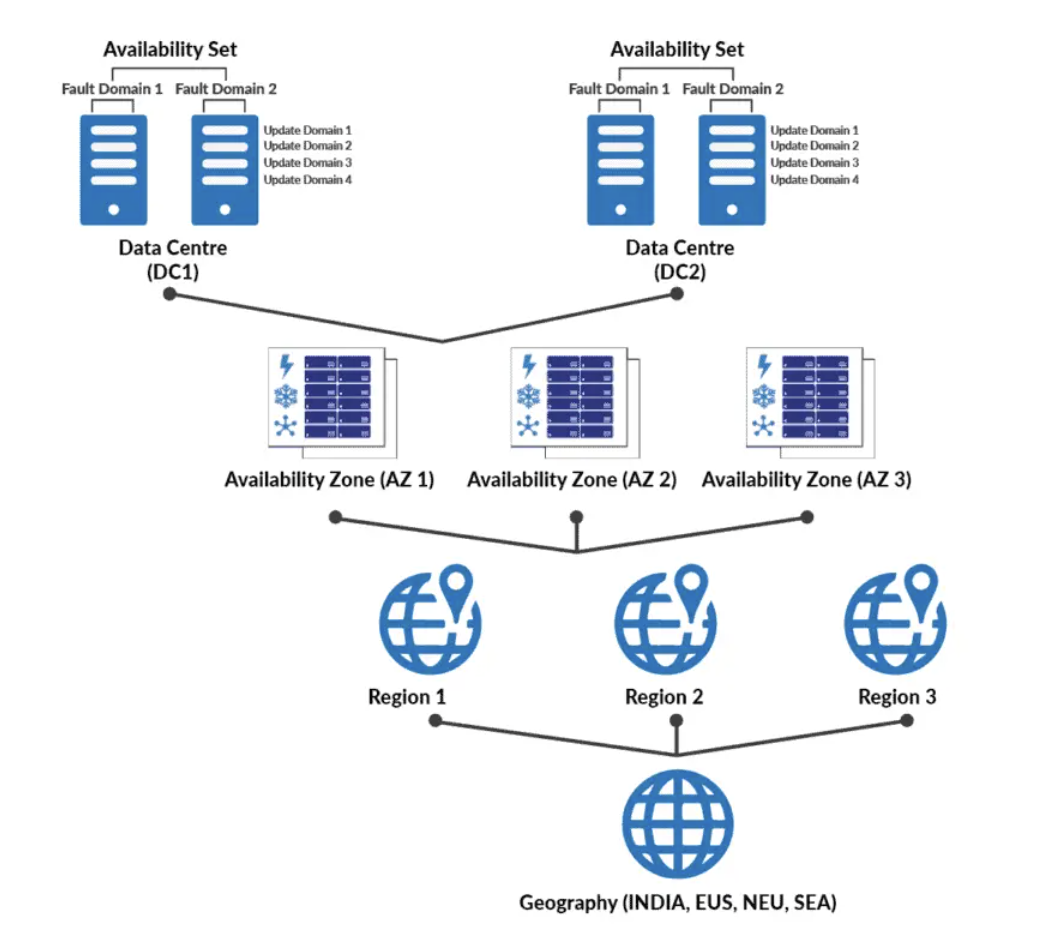 Availability Set
Availability Set
Fault Domain 1 Fault Domain 2
Fault Domain 1 Fault Domain 2
Update Domain 1
Update Domain 2
Update Domain 3
Update Domain 4
Update Domain 1
Update Domain 2
Update Domain 3
Update Domain 4
Data Centre
(DC1)
Data Centre
(DC2)
Availability Zone (AZ 1)
Availability Zone (AZ 2)
Availability Zone (AZ 3)
Region 1
Region 2
Region 3
Geography (INDIA, EUS, NEU, SEA)